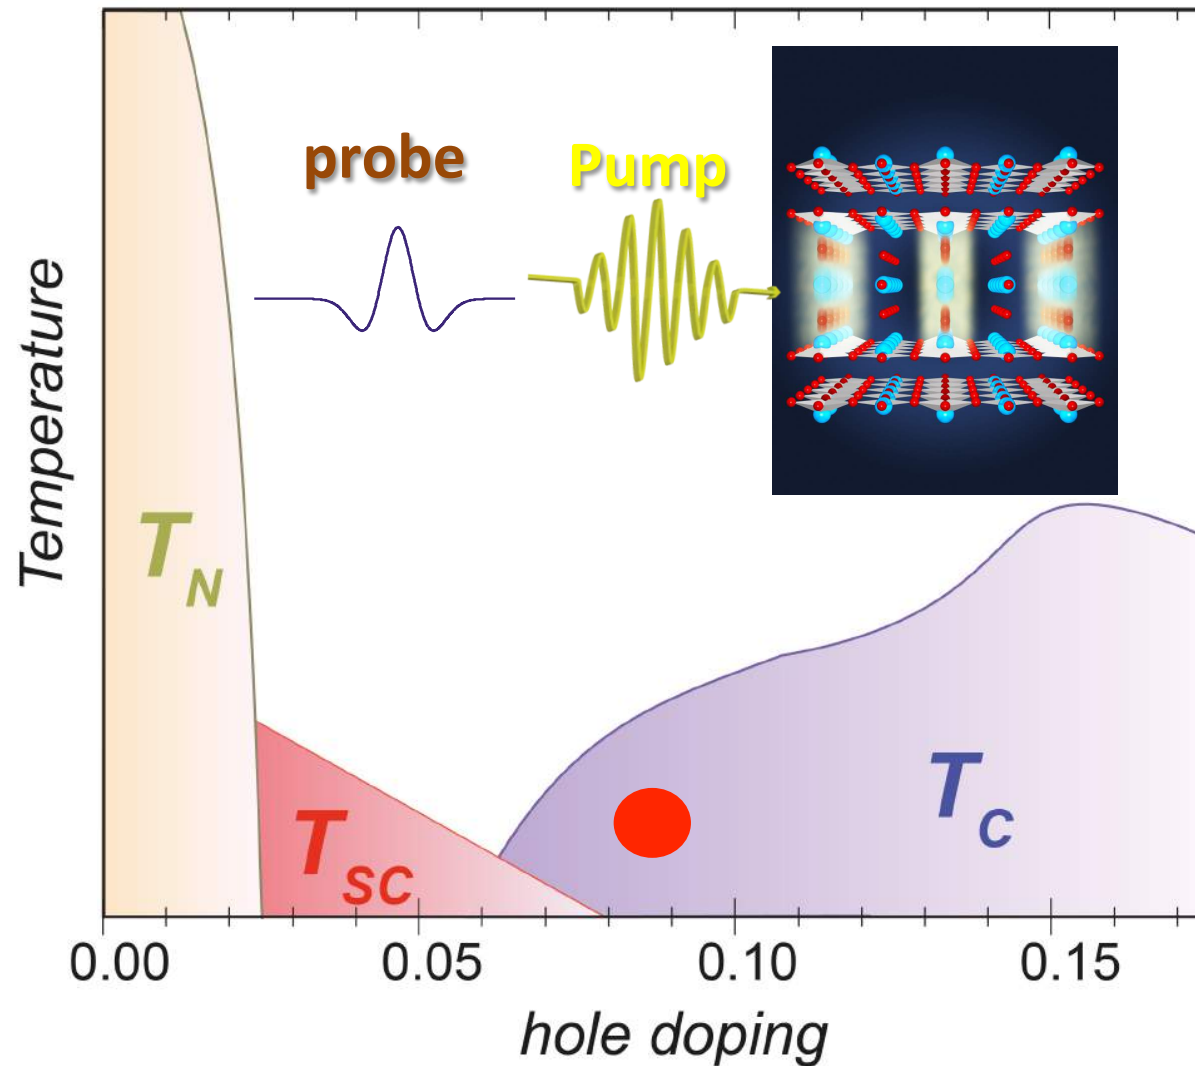 probe
Pump
Temperature
T_N
T_SC
T_C
0.00
0.05
0.10
0.15
hole doping